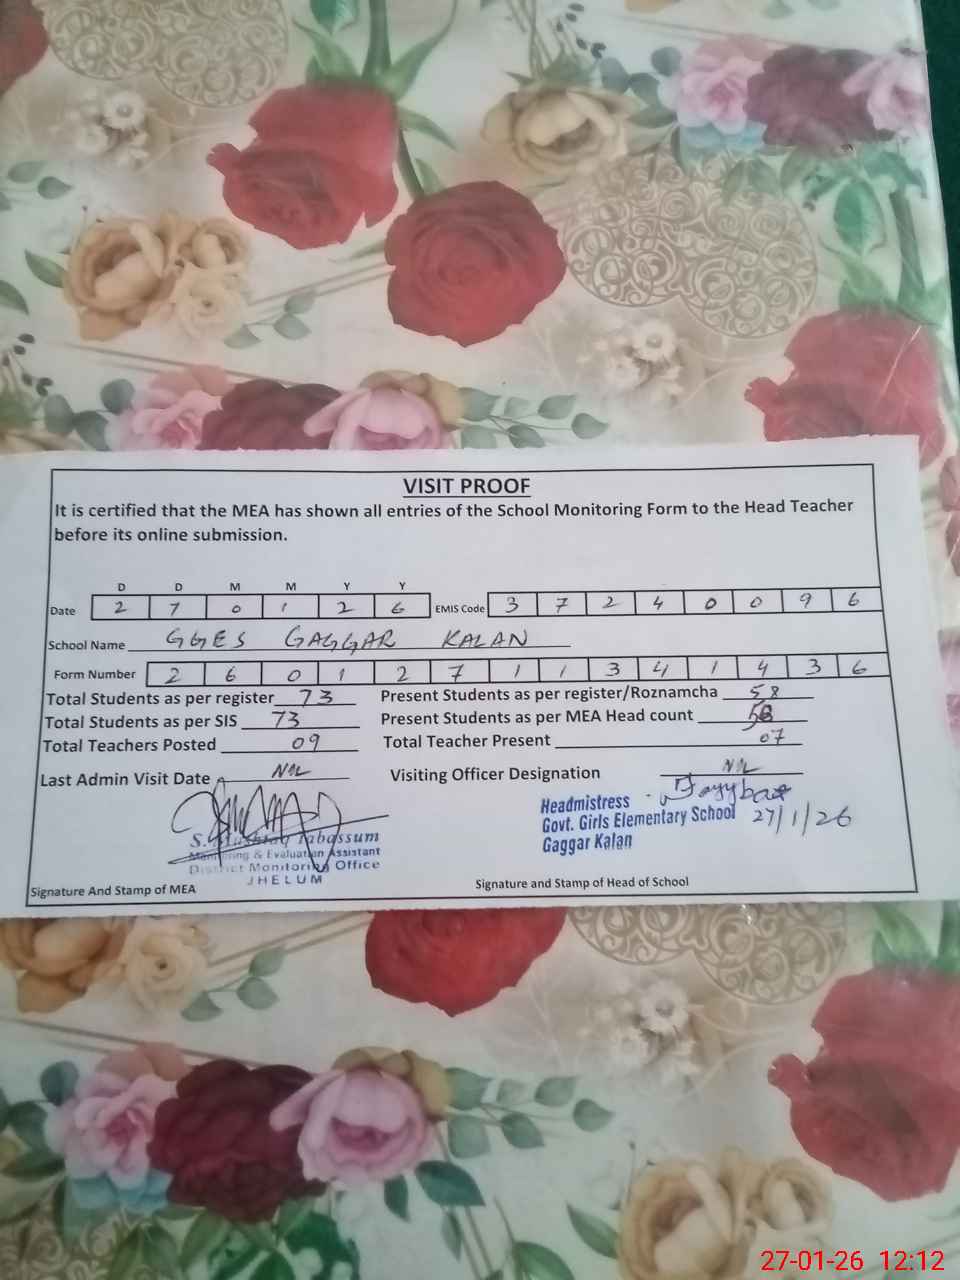 VISIT PROOF
It is certified that the MEA has shown all entries of the School Monitoring Form to the Head Teacher
before its online submission.
D D M M Y Y
Date 2 7 0 1 2 6 EMIS Code 3 7 2 4 0 0 9 6
School Name GGES GAGGAR KALAN
Form Number 2 6 0 1 2 7 1 1 3 4 1 4 3 6
Total Students as per register 73 Present Students as per register/Roznamcha 58
Total Students as per SIS 73 Present Students as per MEA Head count 58
Total Teachers Posted 09 Total Teacher Present 07
Last Admin Visit Date NIL Visiting Officer Designation NIL
Headmistress
Govt. Girls Elementary School 27/1/26
Gaggar Kalan
S. Tabassum
Monitoring & Evaluation Assistant
District Monitoring Office
JHELUM
Signature And Stamp of MEA Signature and Stamp of Head of School
27-01-26 12:12